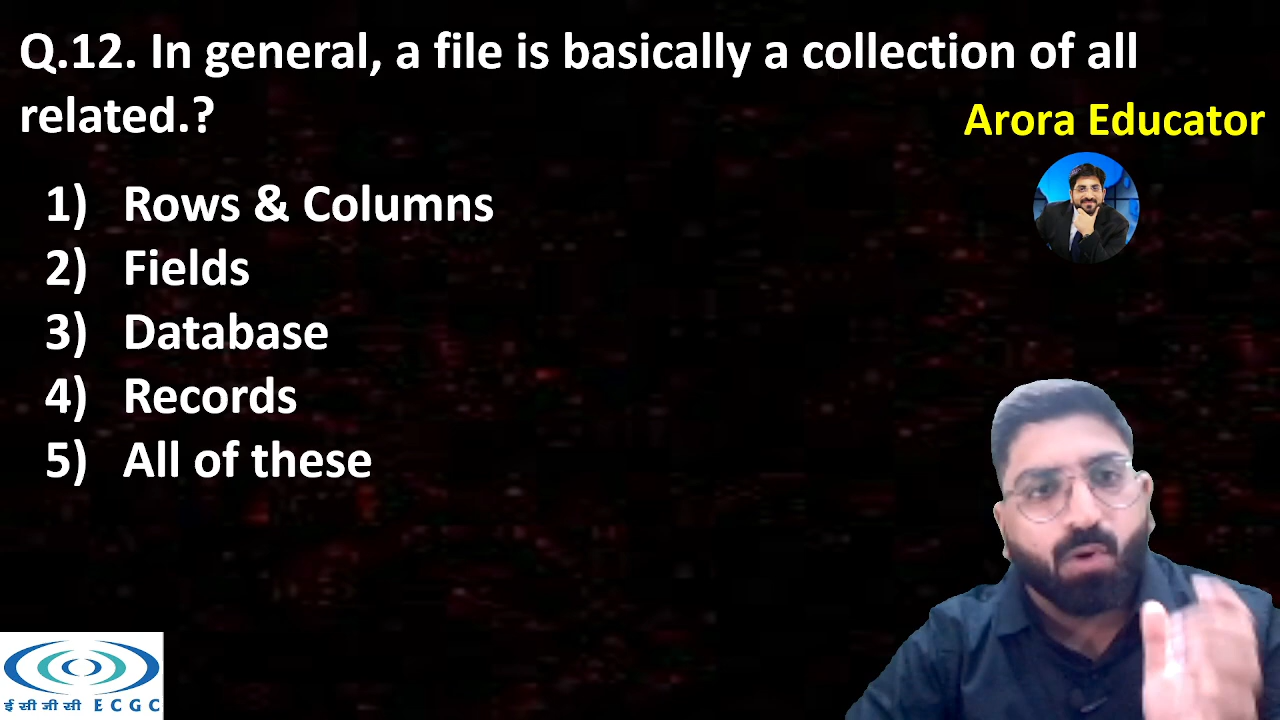 Q.12. In general, a file is basically a collection of all
related.?
Arora Educator
1) Rows & Columns
2) Fields
3) Database
4) Records
5) All of these
ई सी जी सी E C G C